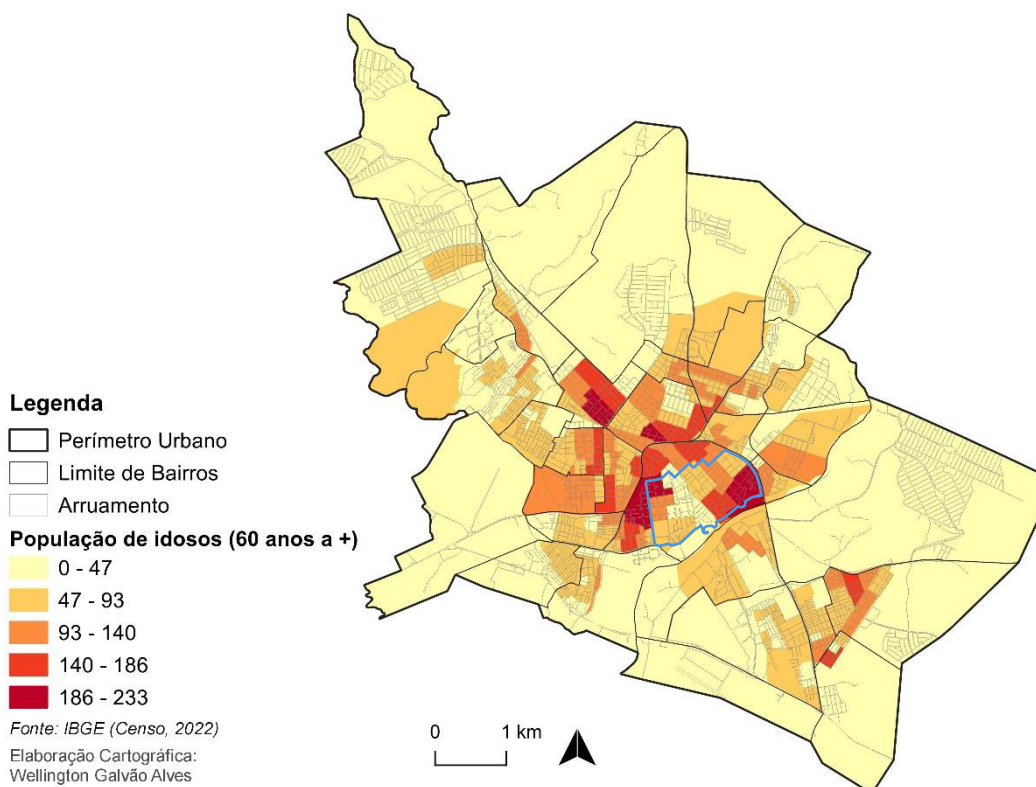 Legenda
Perímetro Urbano
Limite de Bairros
Arruamento
População de idosos (60 anos a +)
0 - 47
47 - 93
93 - 140
140 - 186
186 - 233
Fonte: IBGE (Censo, 2022)
Elaboração Cartográfica:
Wellington Galvão Alves
0 1 km